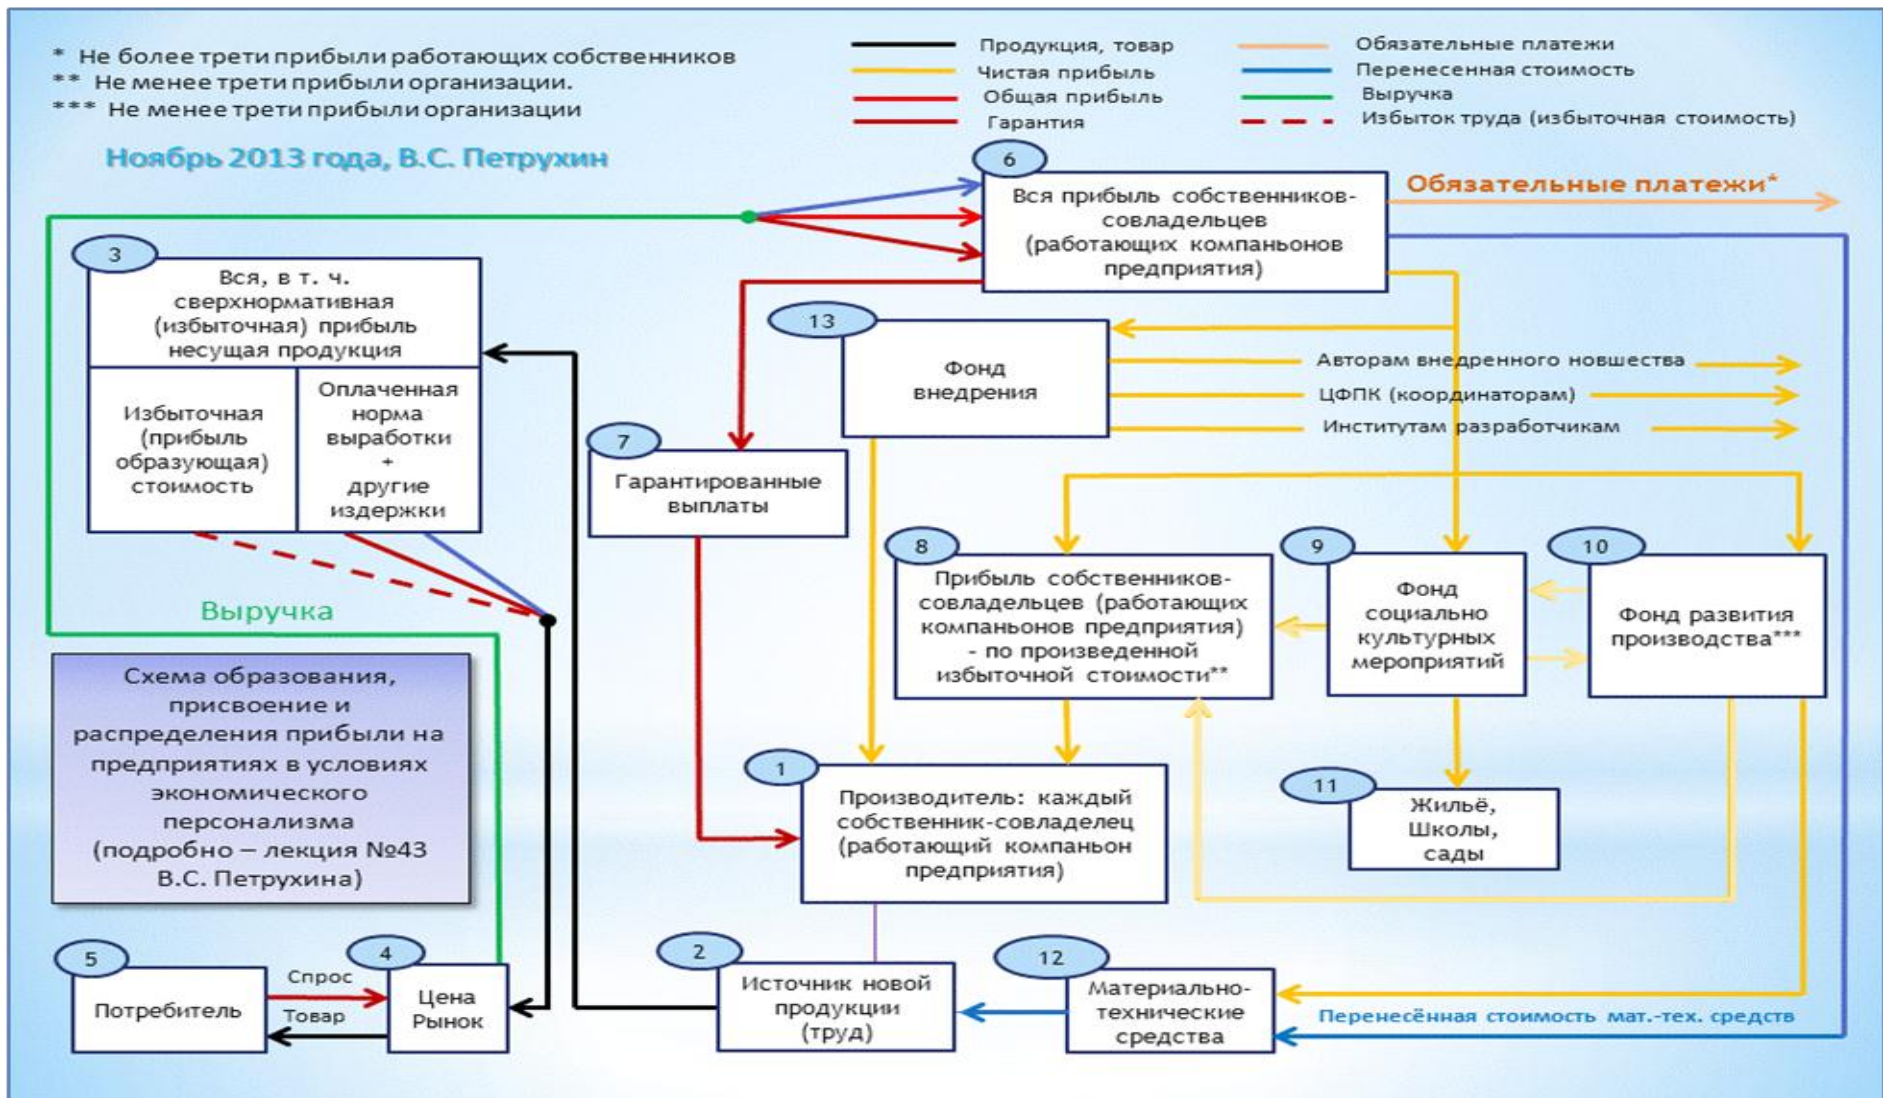 * Не более трети прибыли работающих собственников
** Не менее трети прибыли организации.
*** Не менее трети прибыли организации
Ноябрь 2013 года, В.С. Петрухин
Продукция, товар
Чистая прибыль
Общая прибыль
Гарантия
Обязательные платежи
Перенесенная стоимость
Выручка
Избыток труда (избыточная стоимость)
6
Вся прибыль собственников-
совладельцев
(работающих компаньонов
предприятия)
Обязательные платежи*
3
Вся, в т. ч.
сверхнормативная
(избыточная) прибыль
несущая продукция
Избыточная
(прибыль
образующая)
стоимость
Оплаченная
норма
выработки
+
другие
издержки
13
Фонд
внедрения
Авторам внедренного новшества
ЦФПК (координаторам)
Институтам разработчикам
7
Гарантированные
выплаты
8
Прибыль собственников-
совладельцев (работающих
компаньонов предприятия)
- по произведенной
избыточной стоимости**
9
Фонд
социально
культурных
мероприятий
10
Фонд развития
производства***
Выручка
Схема образования,
присвоение и
распределения прибыли на
предприятиях в условиях
экономического
персонализма
(подробно – лекция №43
В.С. Петрухина)
1
Производитель: каждый
собственник-совладелец
(работающий компаньон
предприятия)
11
Жильё,
Школы,
сады
5
Потребитель
Спрос
Товар
4
Цена
Рынок
2
Источник новой
продукции
(труд)
12
Материально-
технические
средства
Перенесённая стоимость мат.-тех. средств